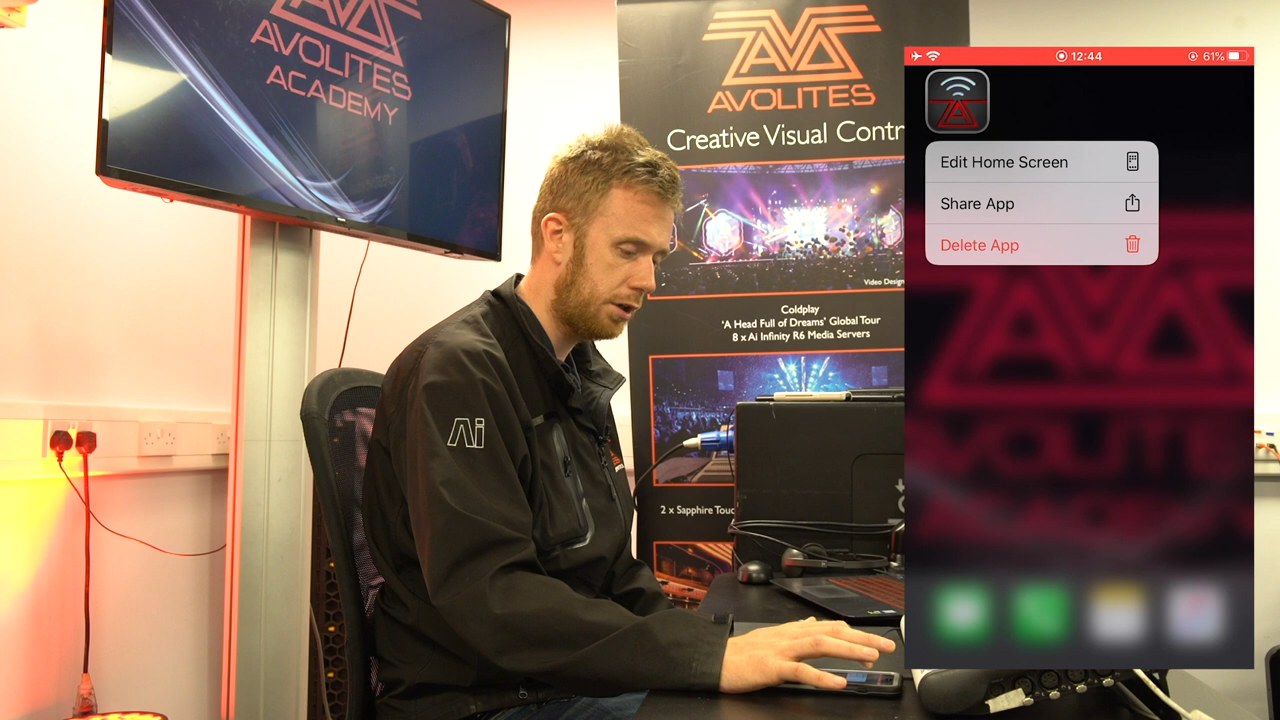 AVOLITES
ACADEMY
AVOLITES
Creative Visual Contr
Video Design
Coldplay
'A Head Full of Dreams' Global Tour
8 x Ai Infinity R6 Media Servers
2 x Sapphire Touc
Ai
12:44
61%
Edit Home Screen
Share App
Delete App